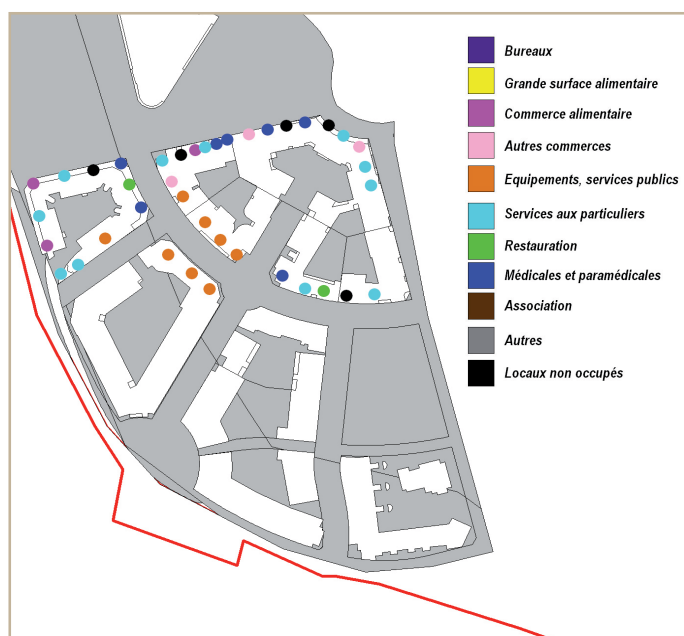 Bureaux
Grande surface alimentaire
Commerce alimentaire
Autres commerces
Equipements, services publics
Services aux particuliers
Restauration
Médicales et paramédicales
Association
Autres
Locaux non occupés